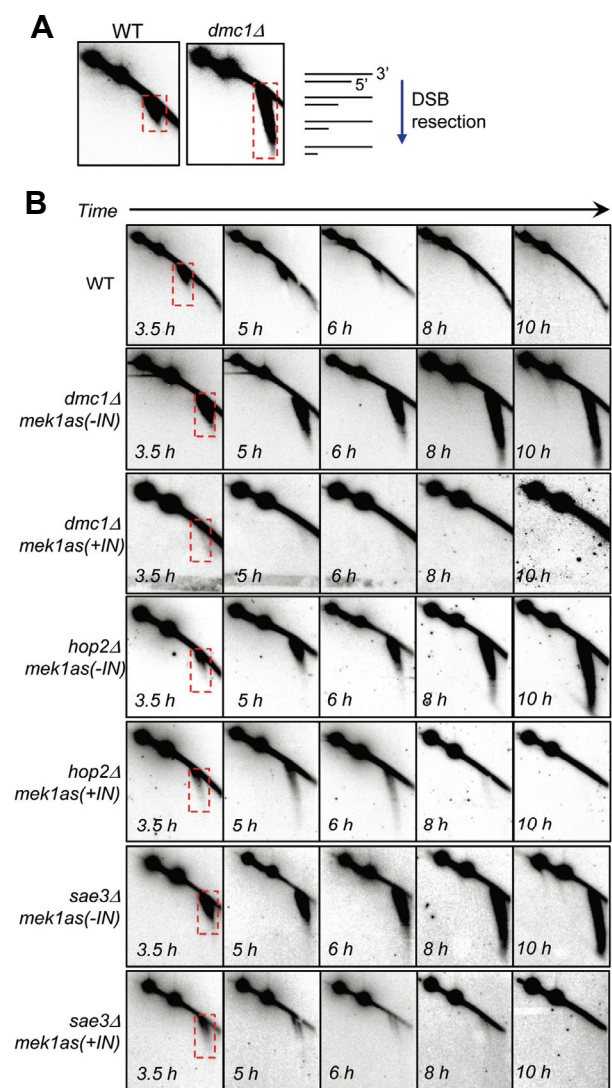 A
WT
dmc1Δ
3’
5’
DSB
resection
B
Time
WT
3.5 h
5 h
6 h
8 h
10 h
dmc1Δ
mek1as(-IN)
3.5 h
5 h
6 h
8 h
10 h
dmc1Δ
mek1as(+IN)
3.5 h
5 h
6 h
8 h
10 h
hop2Δ
mek1as(-IN)
3.5 h
5 h
6 h
8 h
10 h
hop2Δ
mek1as(+IN)
3.5 h
5 h
6 h
8 h
10 h
sae3Δ
mek1as(-IN)
3.5 h
5 h
6 h
8 h
10 h
sae3Δ
mek1as(+IN)
3.5 h
5 h
6 h
8 h
10 h